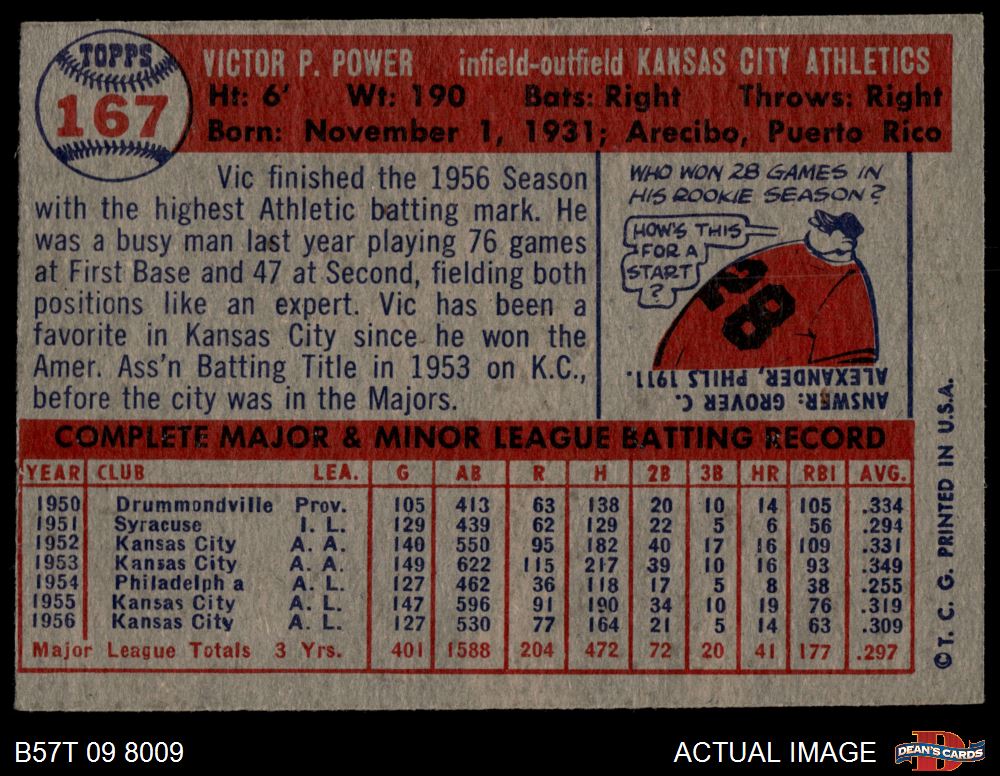 TOPPS
167
VICTOR P. POWER infield-outfield KANSAS CITY ATHLETICS
Ht: 6' Wt: 190 Bats: Right Throws: Right
Born: November 1, 1931; Arecibo, Puerto Rico
Vic finished the 1956 Season
with the highest Athletic batting mark. He
was a busy man last year playing 76 games
at First Base and 47 at Second, fielding both
positions like an expert. Vic has been a
favorite in Kansas City since he won the
Amer. Ass'n Batting Title in 1953 on K.C.,
before the city was in the Majors.
WHO WON 28 GAMES IN
HIS ROOKIE SEASON?
HOW'S THIS
FOR A
START
?
28
ANSWER: GROVER C.
ALEXANDER, PHILS 1911.
COMPLETE MAJOR & MINOR LEAGUE BATTING RECORD
YEAR CLUB LEA. G AB R H 2B 3B HR RBI AVG.
1950 Drummondville Prov. 105 413 63 138 20 10 14 105 .334
1951 Syracuse I. L. 129 439 62 129 22 5 6 56 .294
1952 Kansas City A. A. 140 550 95 182 40 17 16 109 .331
1953 Kansas City A. A. 149 622 115 217 39 10 16 93 .349
1954 Philadelph a A. L. 127 462 36 118 17 5 8 38 .255
1955 Kansas City A. L. 147 596 91 190 34 10 19 76 .319
1956 Kansas City A. L. 127 530 77 164 21 5 14 63 .309
Major League Totals 3 Yrs. 401 1588 204 472 72 20 41 177 .297
© T. C. G. PRINTED IN U.S.A.
B57T 09 8009
ACTUAL IMAGE
DEAN'S CARDS